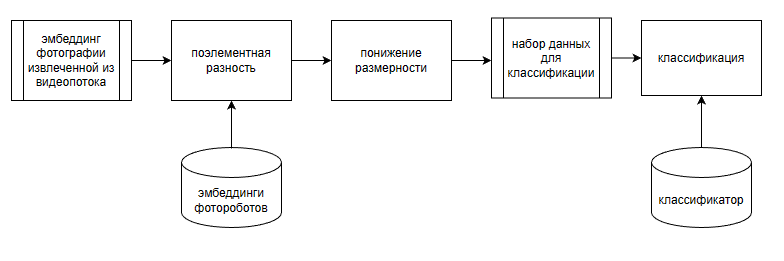 эмбеддинг
фотографии
извлеченной из
видеопотока
поэлементная
разность
понижение
размерности
набор данных
для
классификации
классификация
эмбеддинги
фотороботов
классификатор